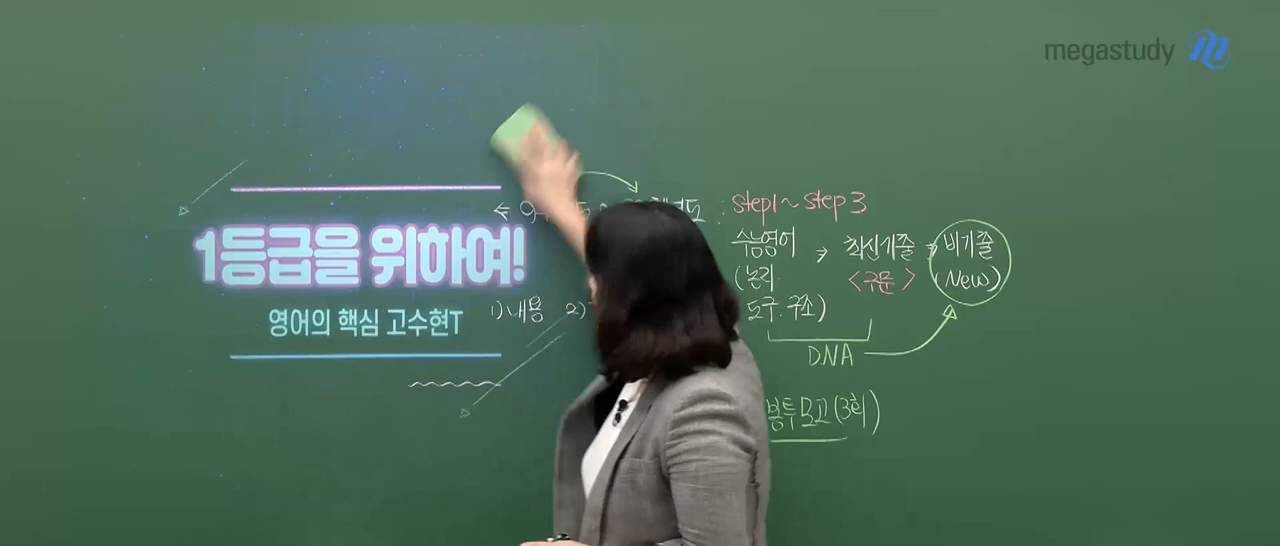 megastudy
1등급을 위하여!
영어의 핵심 고수현T
1) 내용 2)
: Step1 ~ Step 3
수능영어 → 최신기출 → 비기출
(논리 <구문> (New)
도구.구소)
DNA
봉투모고(3회)